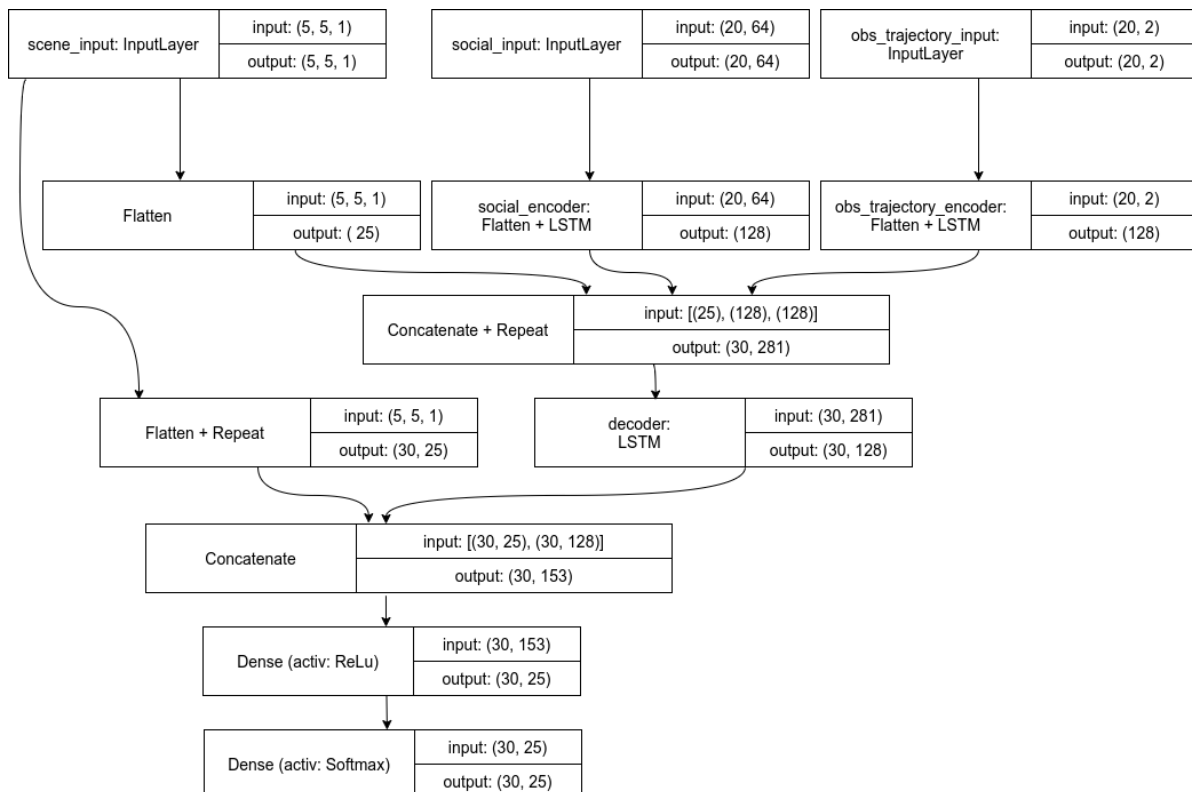 scene_input: InputLayer
input: (5, 5, 1)
output: (5, 5, 1)
social_input: InputLayer
input: (20, 64)
output: (20, 64)
obs_trajectory_input:
InputLayer
input: (20, 2)
output: (20, 2)
Flatten
input: (5, 5, 1)
output: ( 25)
social_encoder:
Flatten + LSTM
input: (20, 64)
output: (128)
obs_trajectory_encoder:
Flatten + LSTM
input: (20, 2)
output: (128)
Concatenate + Repeat
input: [(25), (128), (128)]
output: (30, 281)
Flatten + Repeat
input: (5, 5, 1)
output: (30, 25)
decoder:
LSTM
input: (30, 281)
output: (30, 128)
Concatenate
input: [(30, 25), (30, 128)]
output: (30, 153)
Dense (activ: ReLu)
input: (30, 153)
output: (30, 25)
Dense (activ: Softmax)
input: (30, 25)
output: (30, 25)